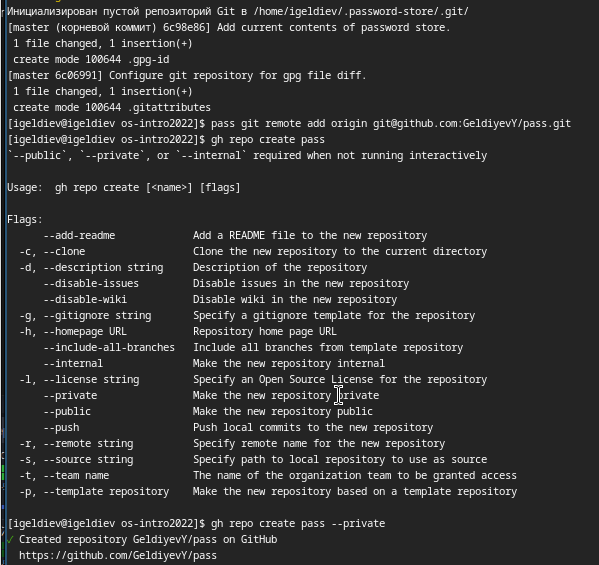 Инициализирован пустой репозиторий Git в /home/igeldiev/.password-store/.git/
[master (корневой коммит) 6c98e86] Add current contents of password store.
 1 file changed, 1 insertion(+)
 create mode 100644 .gpg-id
[master 6c06991] Configure git repository for gpg file diff.
 1 file changed, 1 insertion(+)
 create mode 100644 .gitattributes
[igeldiev@igeldiev os-intro2022]$ pass git remote add origin git@github.com:GeldiyevY/pass.git
[igeldiev@igeldiev os-intro2022]$ gh repo create pass
`--public`, `--private`, or `--internal` required when not running interactively

Usage:  gh repo create [<name>] [flags]

Flags:
      --add-readme             Add a README file to the new repository
  -c, --clone                  Clone the new repository to the current directory
  -d, --description string     Description of the repository
      --disable-issues         Disable issues in the new repository
      --disable-wiki           Disable wiki in the new repository
  -g, --gitignore string       Specify a gitignore template for the repository
  -h, --homepage URL           Repository home page URL
      --include-all-branches   Include all branches from template repository
      --internal               Make the new repository internal
  -l, --license string         Specify an Open Source License for the repository
      --private                Make the new repository private
      --public                 Make the new repository public
      --push                   Push local commits to the new repository
  -r, --remote string          Specify remote name for the new repository
  -s, --source string          Specify path to local repository to use as source
  -t, --team name              The name of the organization team to be granted access
  -p, --template repository    Make the new repository based on a template repository

[igeldiev@igeldiev os-intro2022]$ gh repo create pass --private
✓ Created repository GeldiyevY/pass on GitHub
  https://github.com/GeldiyevY/pass